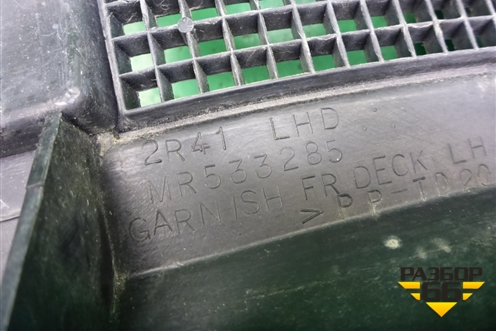 2R41 LHD
MR533285
GARNISH FR DECK LH
>PP-TD20
РАЗБОР
66